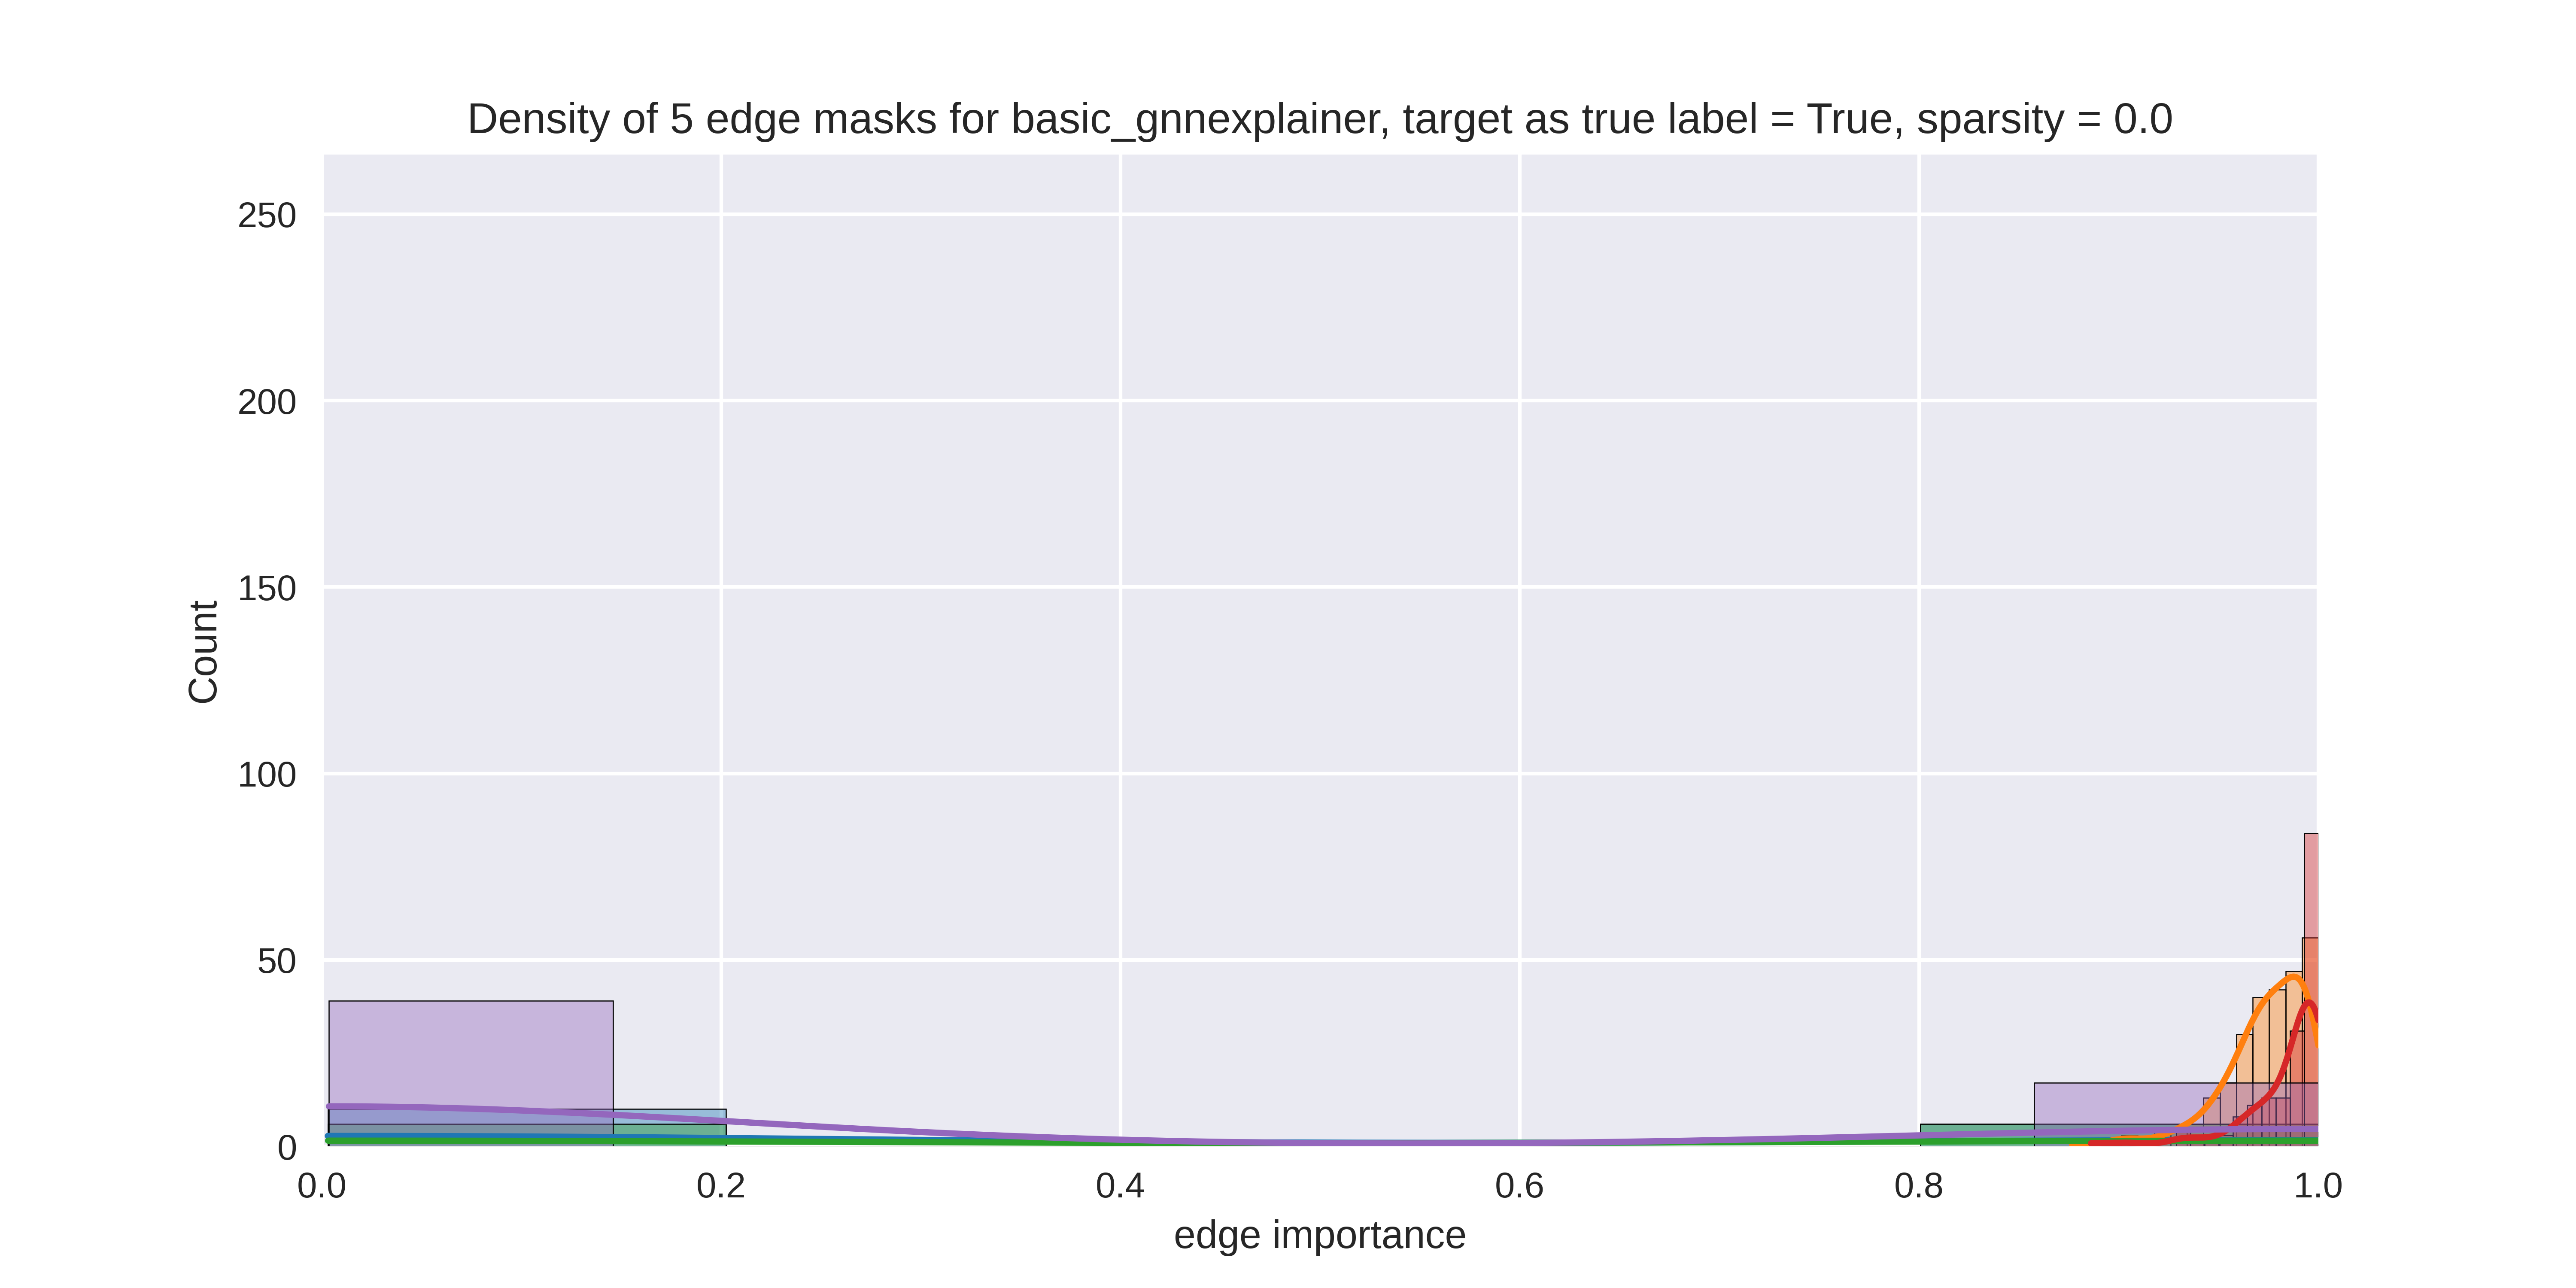 Density of 5 edge masks for basic_gnnexplainer, target as true label = True, sparsity = 0.0
250
200
150
100
50
0
Count
0.0 0.2 0.4 0.6 0.8 1.0
edge importance